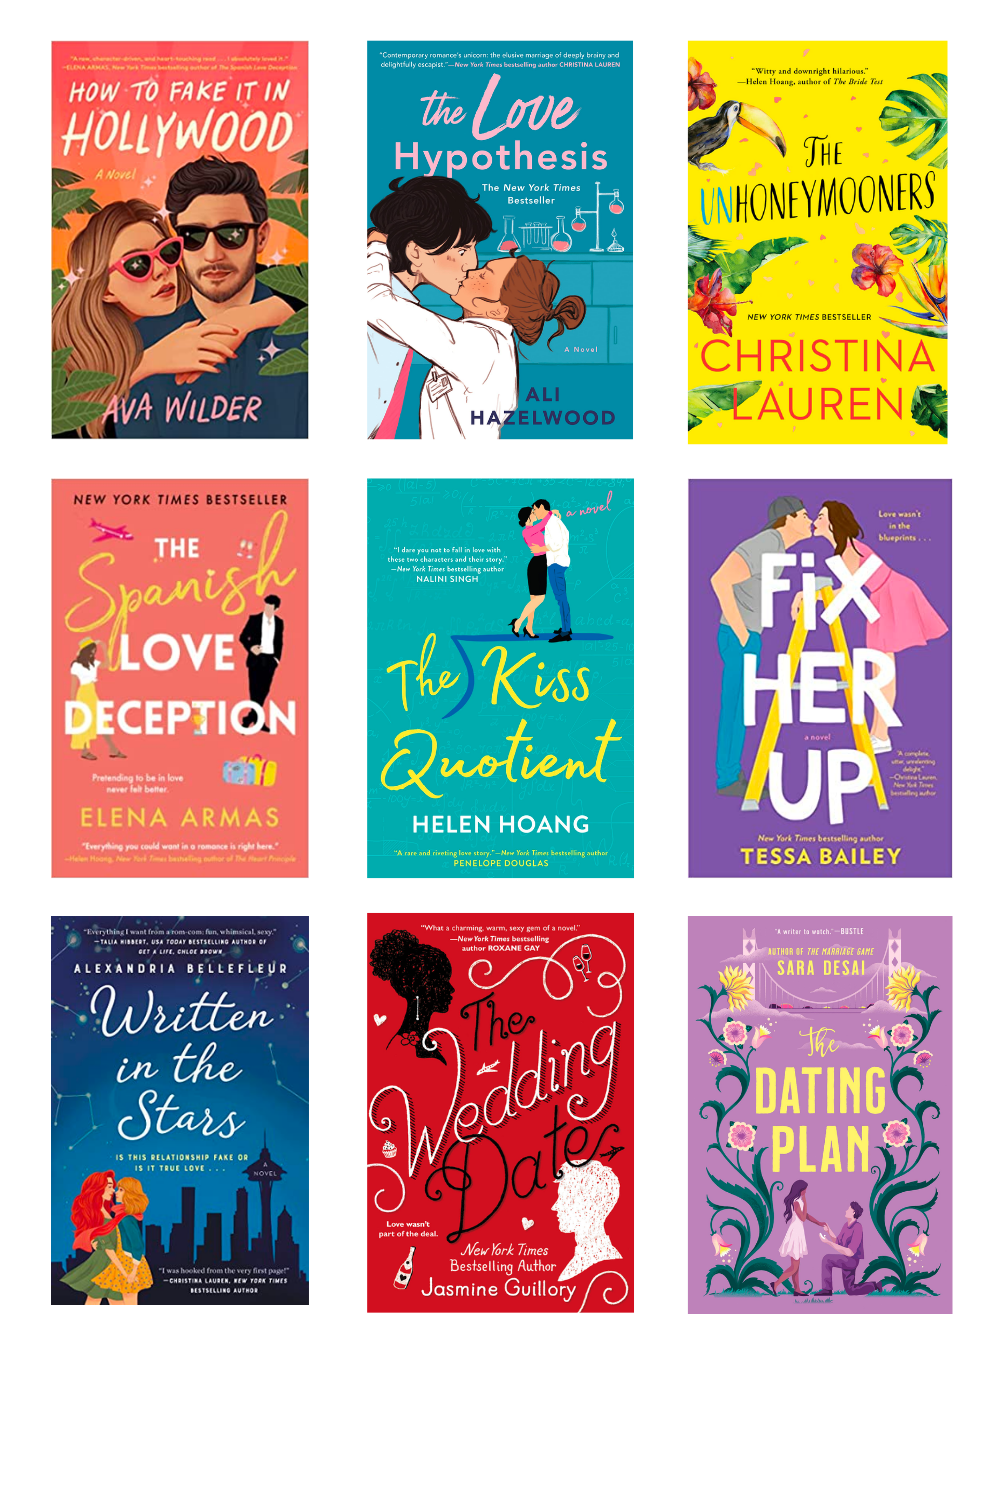 "A new, character-driven, and heart-touching read . . . I absolutely loved it."
—ELENA ARMAS, New York Times bestselling author of The Spanish Love Deception
HOW TO FAKE IT IN
HOLLYWOOD
A Novel
AVA WILDER
"Contemporary romance's unicorn: the elusive marriage of deeply brainy and
delightfully escapist."—New York Times bestselling author CHRISTINA LAUREN
the Love
Hypothesis
The New York Times
Bestseller
A Novel
ALI
HAZELWOOD
"Witty and downright hilarious."
—Helen Hoang, author of The Bride Test
THE
UNHONEYMOONERS
NEW YORK TIMES BESTSELLER
CHRISTINA
LAUREN
NEW YORK TIMES BESTSELLER
THE
Spanish
LOVE
DECEPTION
Pretending to be in love
never felt better.
ELENA ARMAS
"Everything you could want in a romance is right here."
—Helen Hoang, New York Times bestselling author of The Heart Principle
a novel
"I dare you not to fall in love with
these two characters and their story."
—New York Times bestselling author
NALINI SINGH
The Kiss
Quotient
HELEN HOANG
"A rare and riveting love story."—New York Times bestselling author
PENELOPE DOUGLAS
Love wasn't
in the
blueprints . . .
FiX
HER
UP
a novel
"A complete,
utter, unrelenting
delight."
—Christina Lauren,
New York Times
bestselling author
New York Times bestselling author
TESSA BAILEY
"Everything I want from a rom-com: fun, whimsical, sexy."
—TALIA HIBBERT, USA TODAY BESTSELLING AUTHOR OF
GET A LIFE, CHLOE BROWN
ALEXANDRIA BELLEFLEUR
Written
in the
Stars
IS THIS RELATIONSHIP FAKE OR
IS IT TRUE LOVE . . .
A
NOVEL
"I was hooked from the very first page!"
—CHRISTINA LAUREN, NEW YORK TIMES
BESTSELLING AUTHOR
"What a charming, warm, sexy gem of a novel."
—New York Times bestselling
author ROXANE GAY
The
Wedding
Date
Love wasn't
part of the deal.
New York Times
Bestselling Author
Jasmine Guillory
"A writer to watch."—BUSTLE
AUTHOR OF THE MARRIAGE GAME
SARA DESAI
The
DATING
PLAN